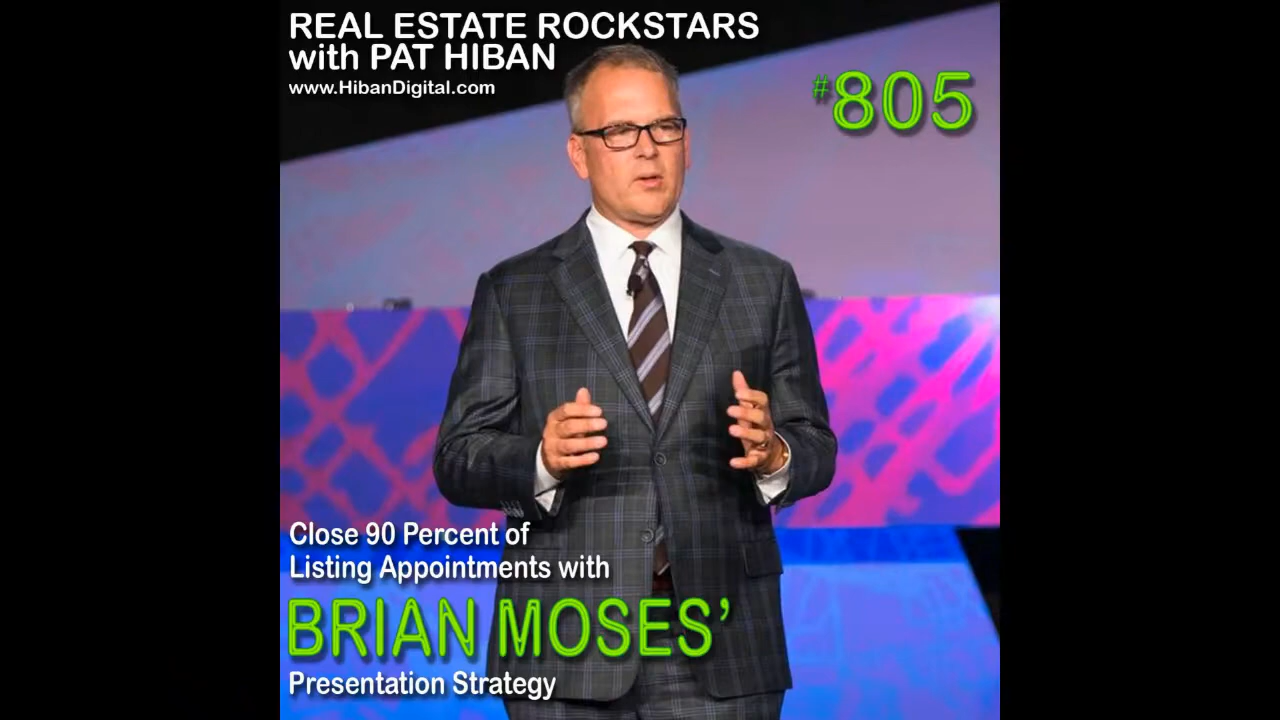 REAL ESTATE ROCKSTARS
with PAT HIBAN
www.HibanDigital.com
#805
Close 90 Percent of
Listing Appointments with
BRIAN MOSES’
Presentation Strategy